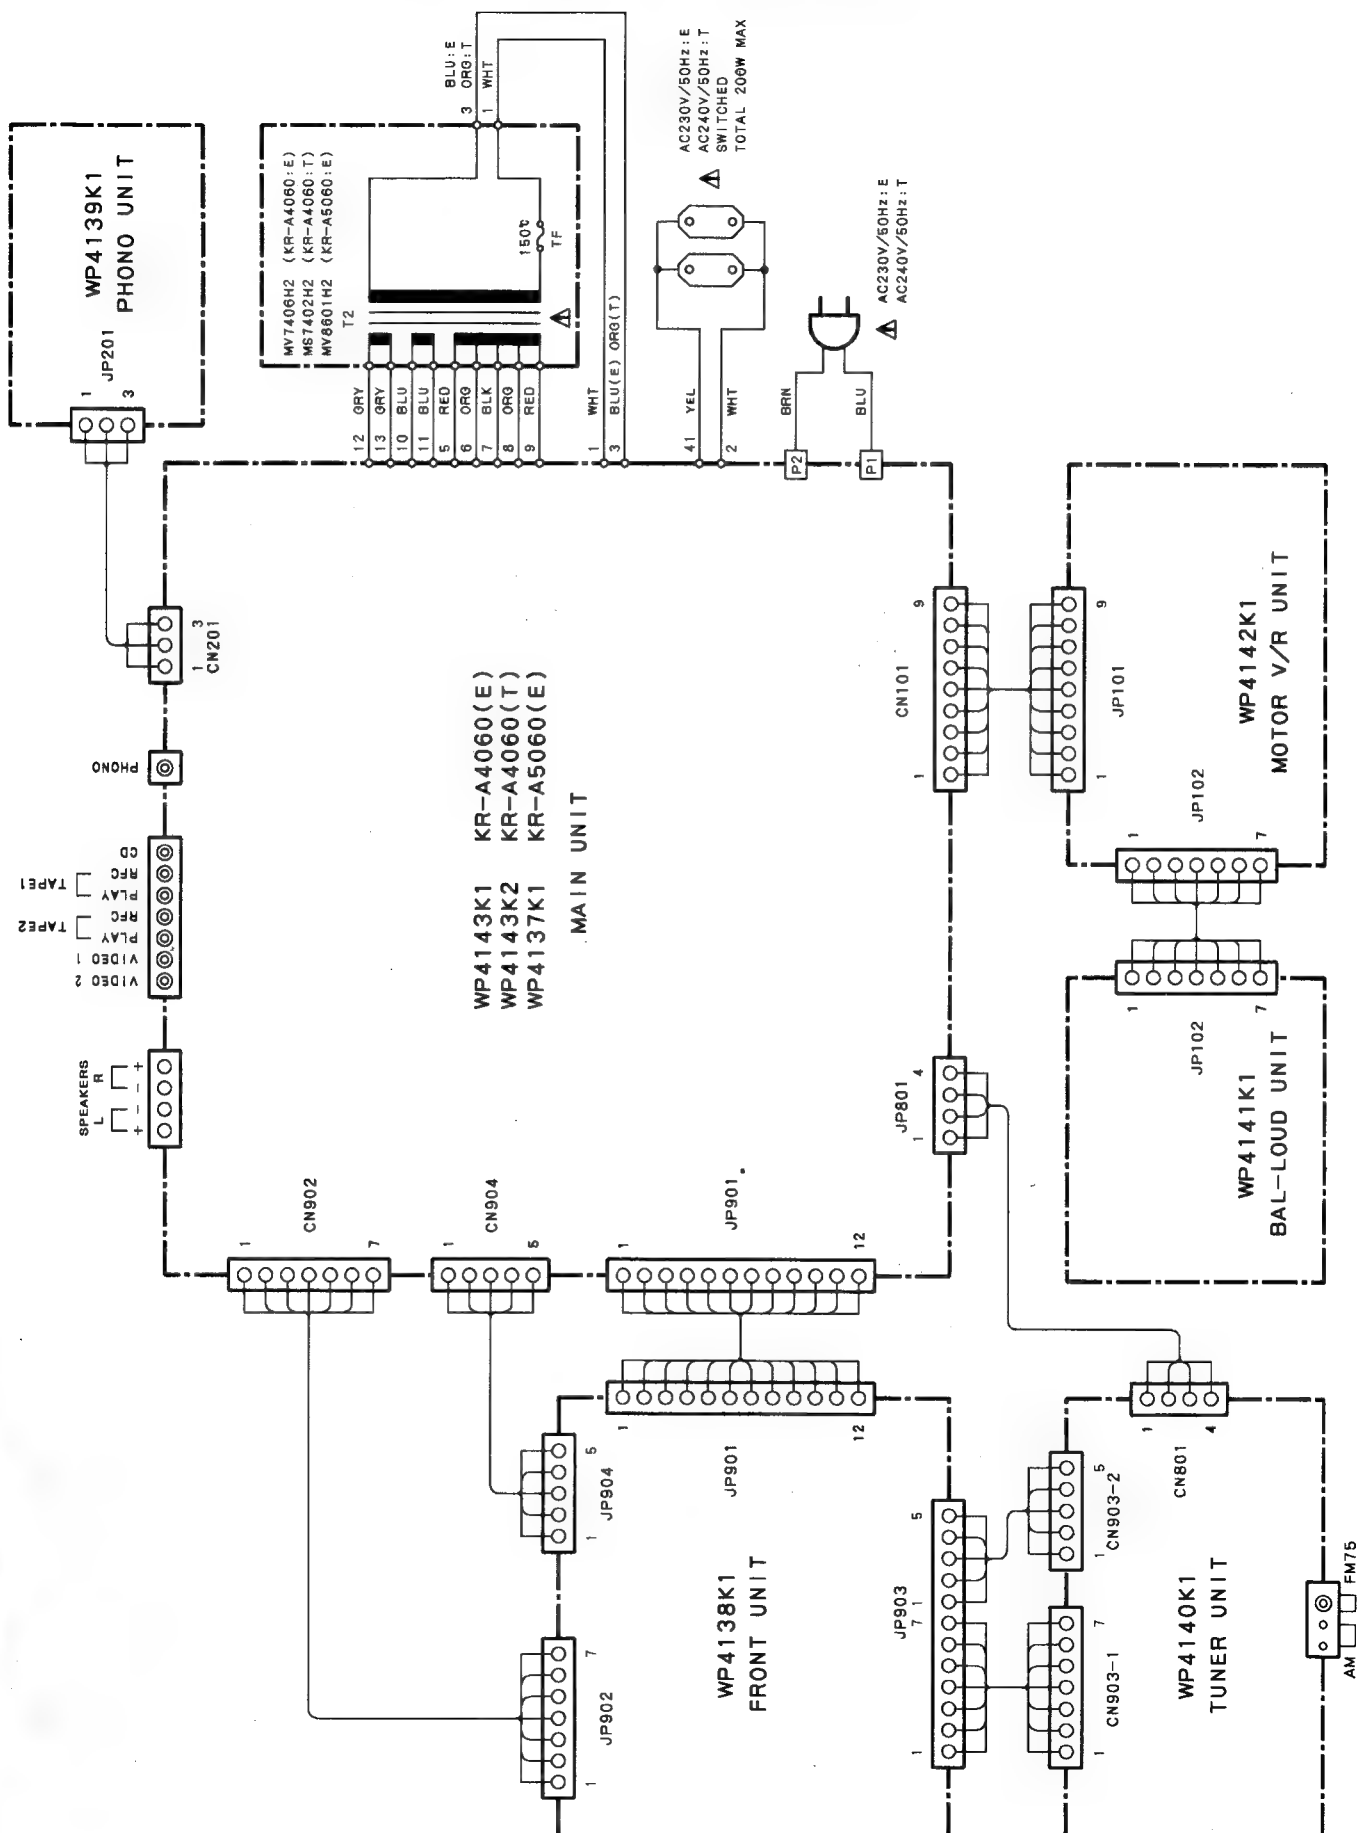 WP4139K1
PHONO UNIT
JP201
1
3
BLU:E
ORG:T
3
WHT
1
MV7406H2 (KR-A4060:E)
MS7402H2 (KR-A4060:T)
MV8601H2 (KR-A5060:E)
T2
150℃
TF
12 GRY
13 GRY
10 BLU
11 BLU
5 RED
6 ORG
7 BLK
8 ORG
9 RED
1 WHT
3 BLU(E) ORG(T)
AC230V/50Hz:E
AC240V/50Hz:T
SWITCHED
TOTAL 200W MAX
41 YEL
2 WHT
AC230V/50Hz:E
AC240V/50Hz:T
P2 BRN
P1 BLU
1 3
CN201
PHONO
CD
REC
PLAY
TAPE1
REC
PLAY
TAPE2
VIDEO 1
VIDEO 2
SPEAKERS
L R
+ - - +
WP4143K1 KR-A4060(E)
WP4143K2 KR-A4060(T)
WP4137K1 KR-A5060(E)
MAIN UNIT
CN101
1 9
JP101
1 9
WP4142K1
MOTOR V/R UNIT
JP102
1
7
JP102
1
7
WP4141K1
BAL-LOUD UNIT
JP801
1 4
CN902
1
7
CN904
1
5
JP901
1
12
JP901
1
12
JP904
1 5
JP902
1 7
WP4138K1
FRONT UNIT
JP903
1 7 1 5
CN903-1
1 7
CN903-2
1 5
CN801
1
4
WP4140K1
TUNER UNIT
AM FM75